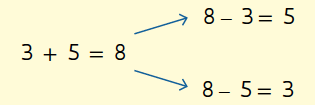 8 – 3 = 5
3 + 5 = 8
8 – 5 = 3